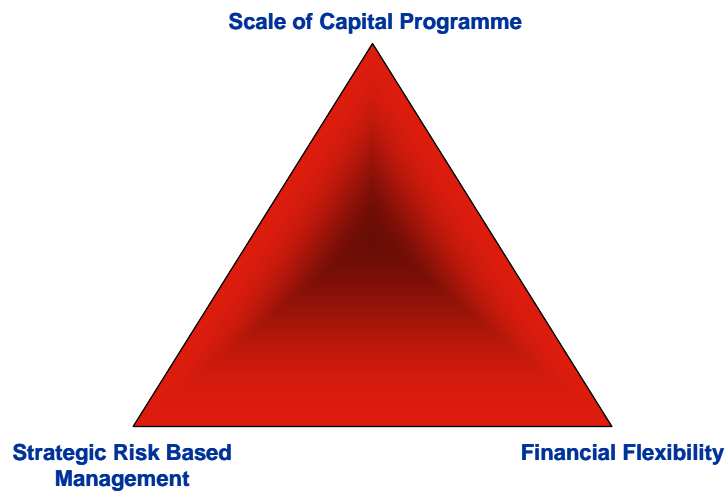 Scale of Capital Programme
Strategic Risk Based
Management
Financial Flexibility